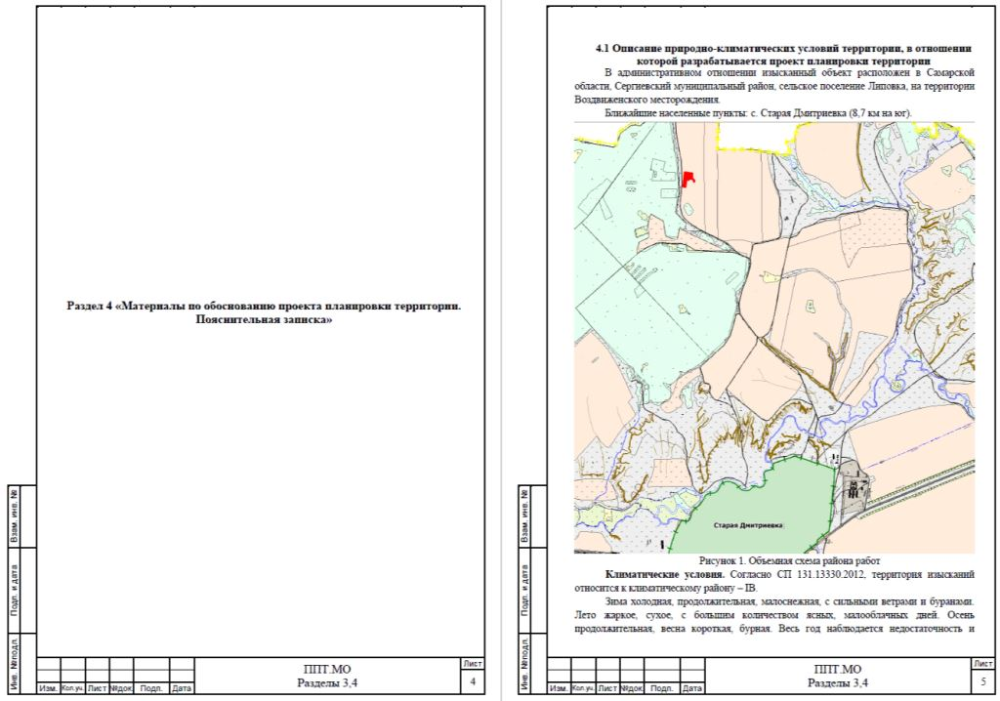 Раздел 4 «Материалы по обоснованию проекта планировки территории.
Пояснительная записка»
Взам. инв. №
Подп. и дата
Инв. №подл.
Изм. Кол.уч. Лист №док. Подп. Дата
ППТ.МО
Разделы 3,4
Лист
4
4.1 Описание природно-климатических условий территории, в отношении
которой разрабатывается проект планировки территории
В административном отношении изысканный объект расположен в Самарской
области, Сергиевский муниципальный район, сельское поселение Липовка, на территории
Воздвиженского месторождения.
Ближайшие населенные пункты: с. Старая Дмитриевка (8,7 км на юг).
Старая Дмитриевка
Рисунок 1. Объемная схема района работ
Климатические условия. Согласно СП 131.13330.2012, территория изысканий
относится к климатическому району – IВ.
Зима холодная, продолжительная, малоснежная, с сильными ветрами и буранами.
Лето жаркое, сухое, с большим количеством ясных, малооблачных дней. Осень
продолжительная, весна короткая, бурная. Весь год наблюдается недостаточность и
Взам. инв. №
Подп. и дата
Инв. №подл.
Изм. Кол.уч. Лист №док. Подп. Дата
ППТ.МО
Разделы 3,4
Лист
5